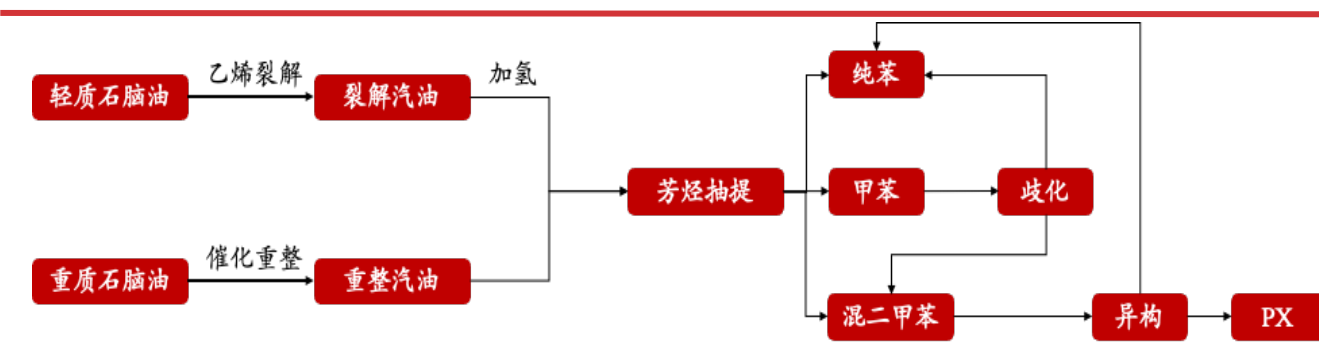 乙烯裂解
加氢
纯苯
轻质石脑油
裂解汽油
芳烃抽提
甲苯
歧化
催化重整
重质石脑油
重整汽油
混二甲苯
异构
PX